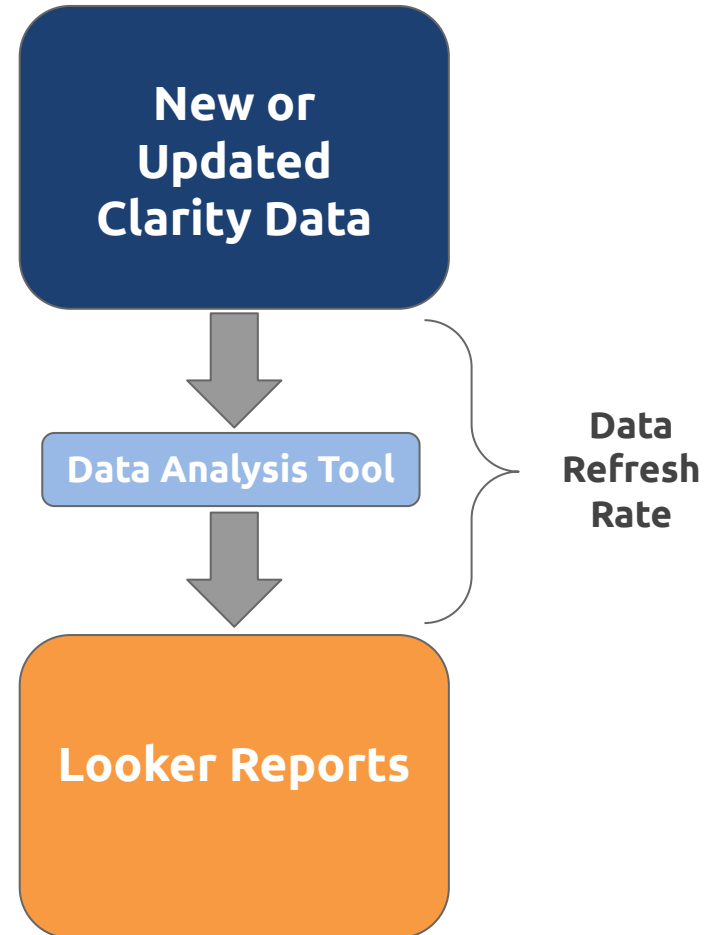 New or
Updated
Clarity Data
Data Analysis Tool
Data
Refresh
Rate
Looker Reports